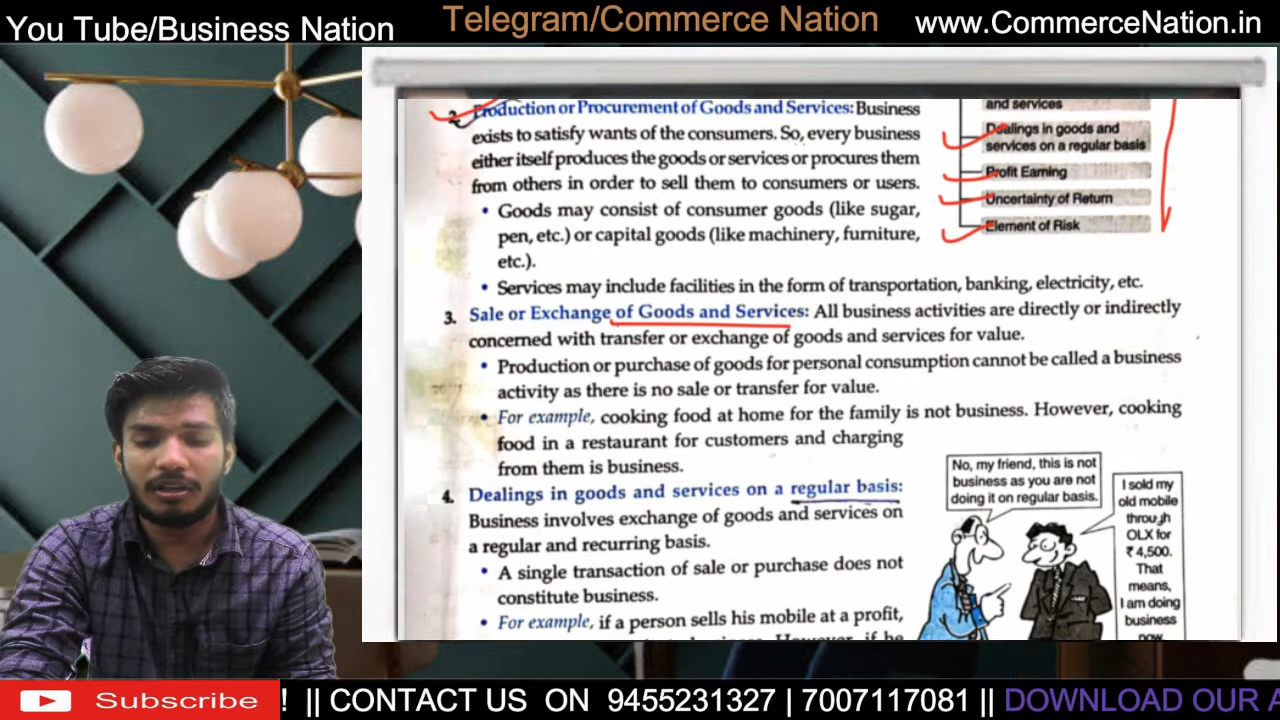 You Tube/Business Nation
Telegram/Commerce Nation
www.CommerceNation.in
2. Production or Procurement of Goods and Services: Business
exists to satisfy wants of the consumers. So, every business
either itself produces the goods or services or procures them
from others in order to sell them to consumers or users.
• Goods may consist of consumer goods (like sugar,
pen, etc.) or capital goods (like machinery, furniture,
etc.).
• Services may include facilities in the form of transportation, banking, electricity, etc.
and services
Dealings in goods and
services on a regular basis
Profit Earning
Uncertainty of Return
Element of Risk
3. Sale or Exchange of Goods and Services: All business activities are directly or indirectly
concerned with transfer or exchange of goods and services for value.
• Production or purchase of goods for personal consumption cannot be called a business
activity as there is no sale or transfer for value.
• For example, cooking food at home for the family is not business. However, cooking
food in a restaurant for customers and charging
from them is business.
4. Dealings in goods and services on a regular basis:
Business involves exchange of goods and services on
a regular and recurring basis.
• A single transaction of sale or purchase does not
constitute business.
• For example, if a person sells his mobile at a profit,
However, if he
No, my friend, this is not
business as you are not
doing it on regular basis.
I sold my
old mobile
through
OLX for
₹ 4,500.
That
means,
I am doing
business
now.
Subscribe
! || CONTACT US ON 9455231327 | 7007117081 || DOWNLOAD OUR A